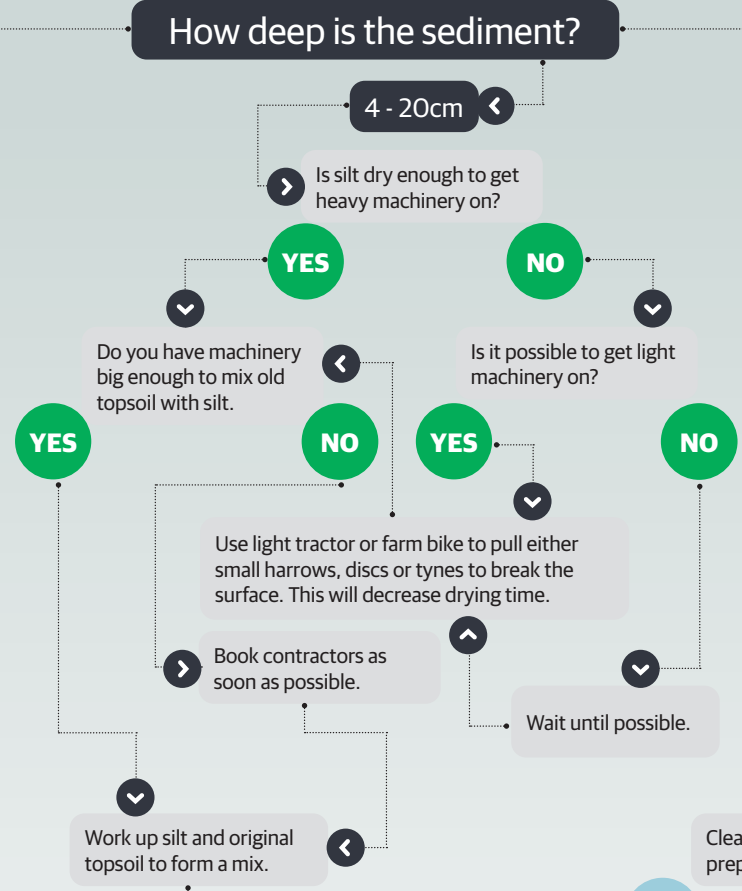 How deep is the sediment?
4 - 20cm
Is silt dry enough to get
heavy machinery on?
YES
NO
Do you have machinery
big enough to mix old
topsoil with silt.
Is it possible to get light
machinery on?
YES
NO
YES
NO
Use light tractor or farm bike to pull either
small harrows, discs or tynes to break the
surface. This will decrease drying time.
Book contractors as
soon as possible.
Wait until possible.
Work up silt and original
topsoil to form a mix.